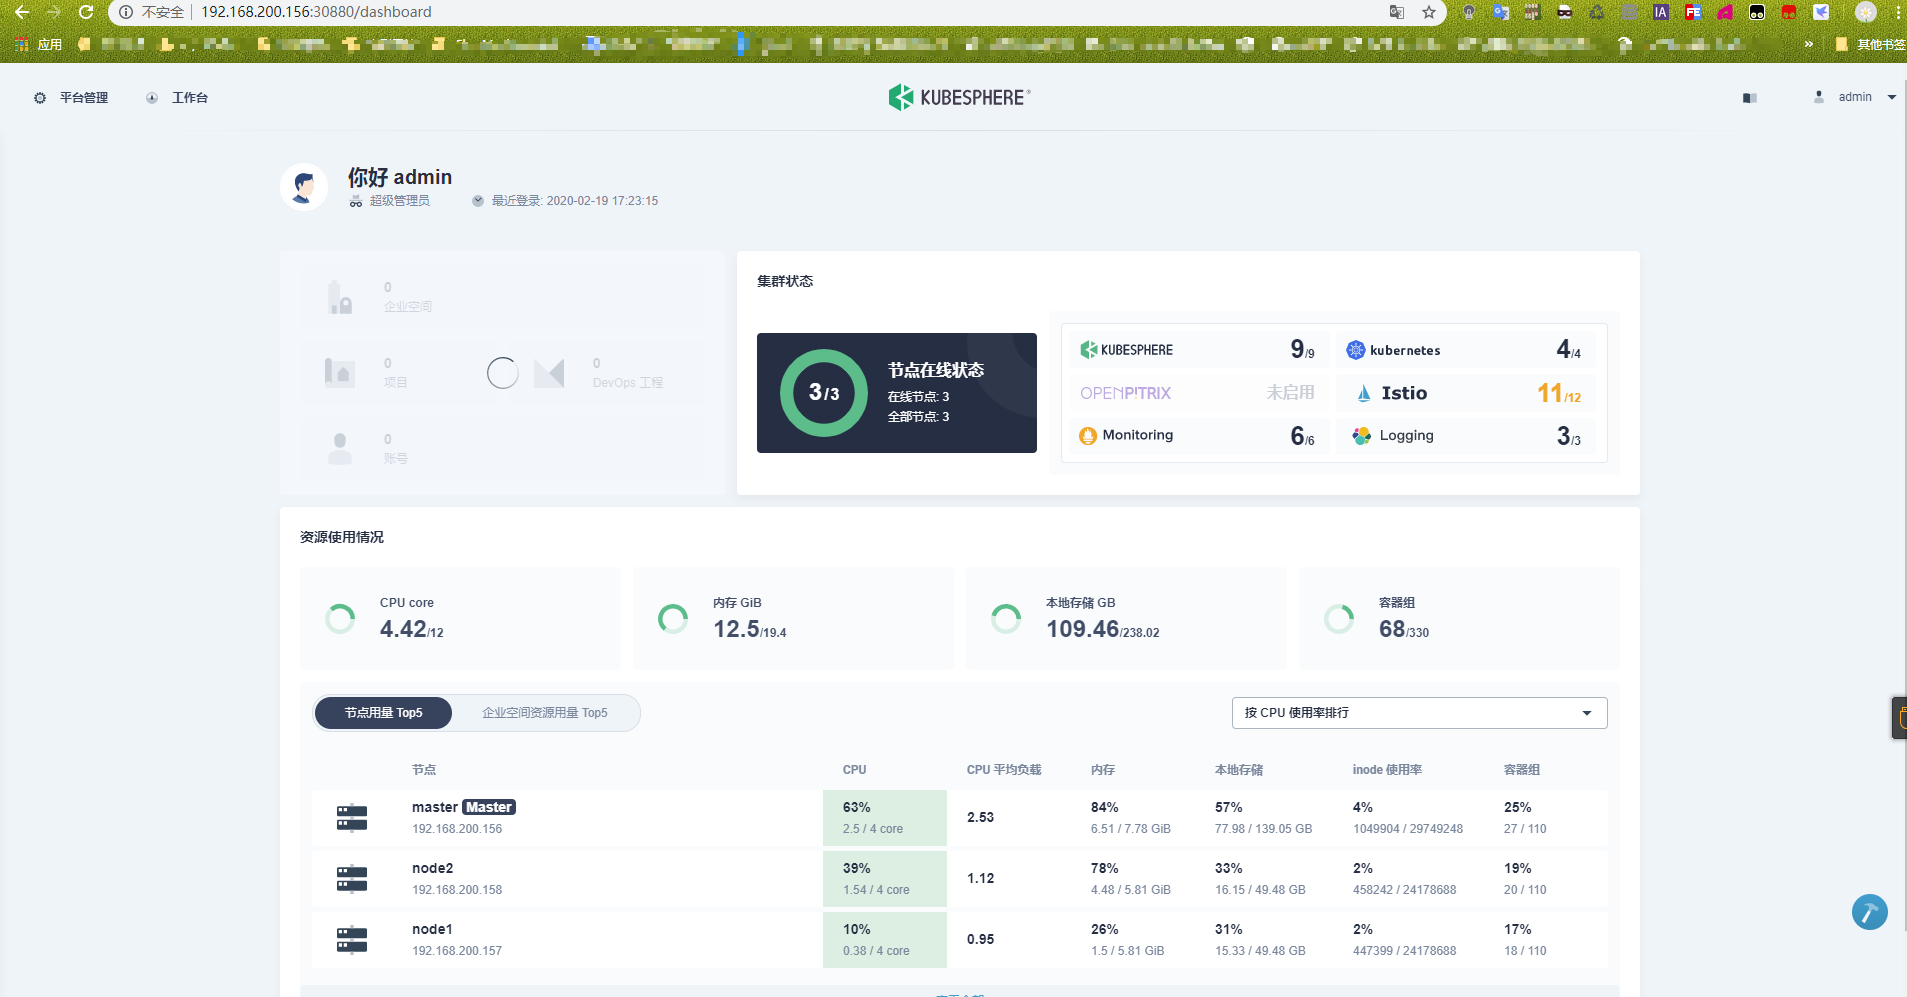 不安全 192.168.200.156:30880/dashboard
应用
» 其他书签
平台管理 工作台 KUBESPHERE® admin
你好 admin
超级管理员 最近登录: 2020-02-19 17:23:15
0
企业空间
0
项目
0
DevOps 工程
0
账号
集群状态
3/3
节点在线状态
在线节点: 3
全部节点: 3
KUBESPHERE 9/9 kubernetes 4/4
OPENPITRIX 未启用 Istio 11/12
Monitoring 6/6 Logging 3/3
资源使用情况
CPU core
4.42/12
内存 GiB
12.5/19.4
本地存储 GB
109.46/238.02
容器组
68/330
节点用量 Top5 企业空间资源用量 Top5 按 CPU 使用率排行
节点 CPU CPU 平均负载 内存 本地存储 inode 使用率 容器组
master Master 63% 2.53 84% 57% 4% 25%
192.168.200.156 2.5 / 4 core 6.51 / 7.78 GiB 77.98 / 139.05 GB 1049904 / 29749248 27 / 110
node2 39% 1.12 78% 33% 2% 19%
192.168.200.158 1.54 / 4 core 4.48 / 5.81 GiB 16.15 / 49.48 GB 458242 / 24178688 20 / 110
node1 10% 0.95 26% 31% 2% 17%
192.168.200.157 0.38 / 4 core 1.5 / 5.81 GiB 15.33 / 49.48 GB 447399 / 24178688 18 / 110